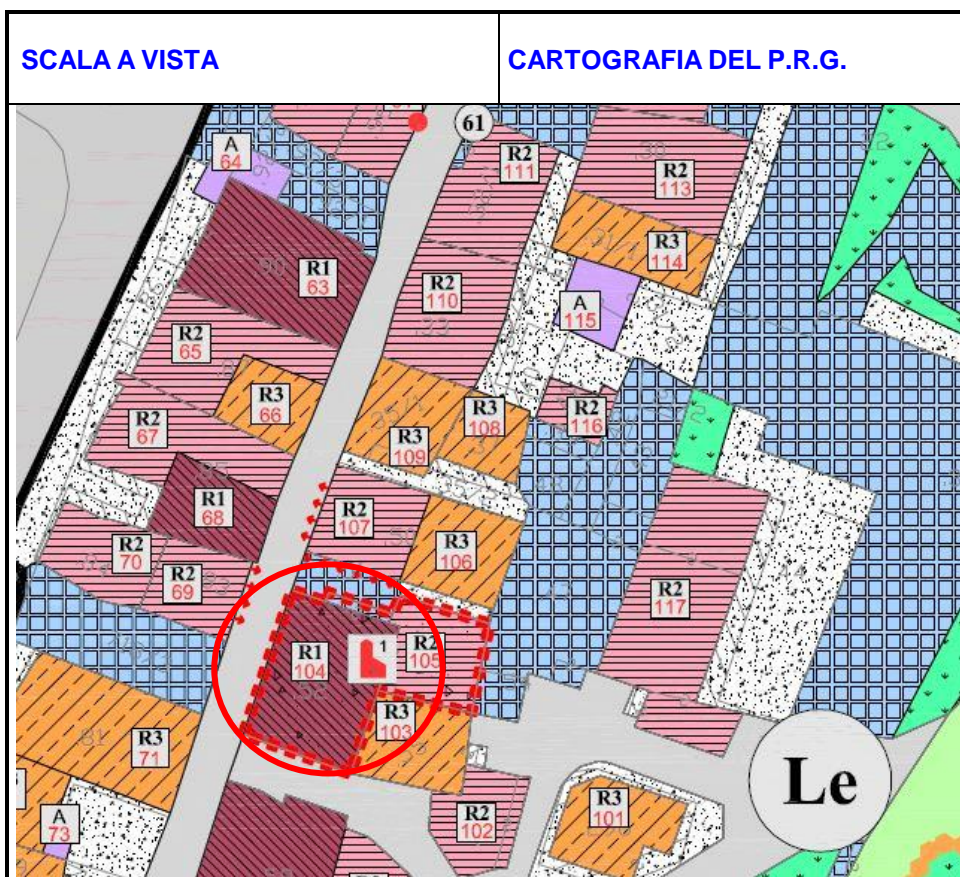 SCALA A VISTA
CARTOGRAFIA DEL P.R.G.
61
A
64
R2
111
R2
113
R3
114
R1
63
R2
110
A
115
R2
65
R3
66
R3
108
R2
116
R2
67
R3
109
R1
68
R2
107
R3
106
R2
70
R2
69
R2
117
R1
104
1
R2
105
R3
103
R3
71
Le
A
73
R2
102
R3
101